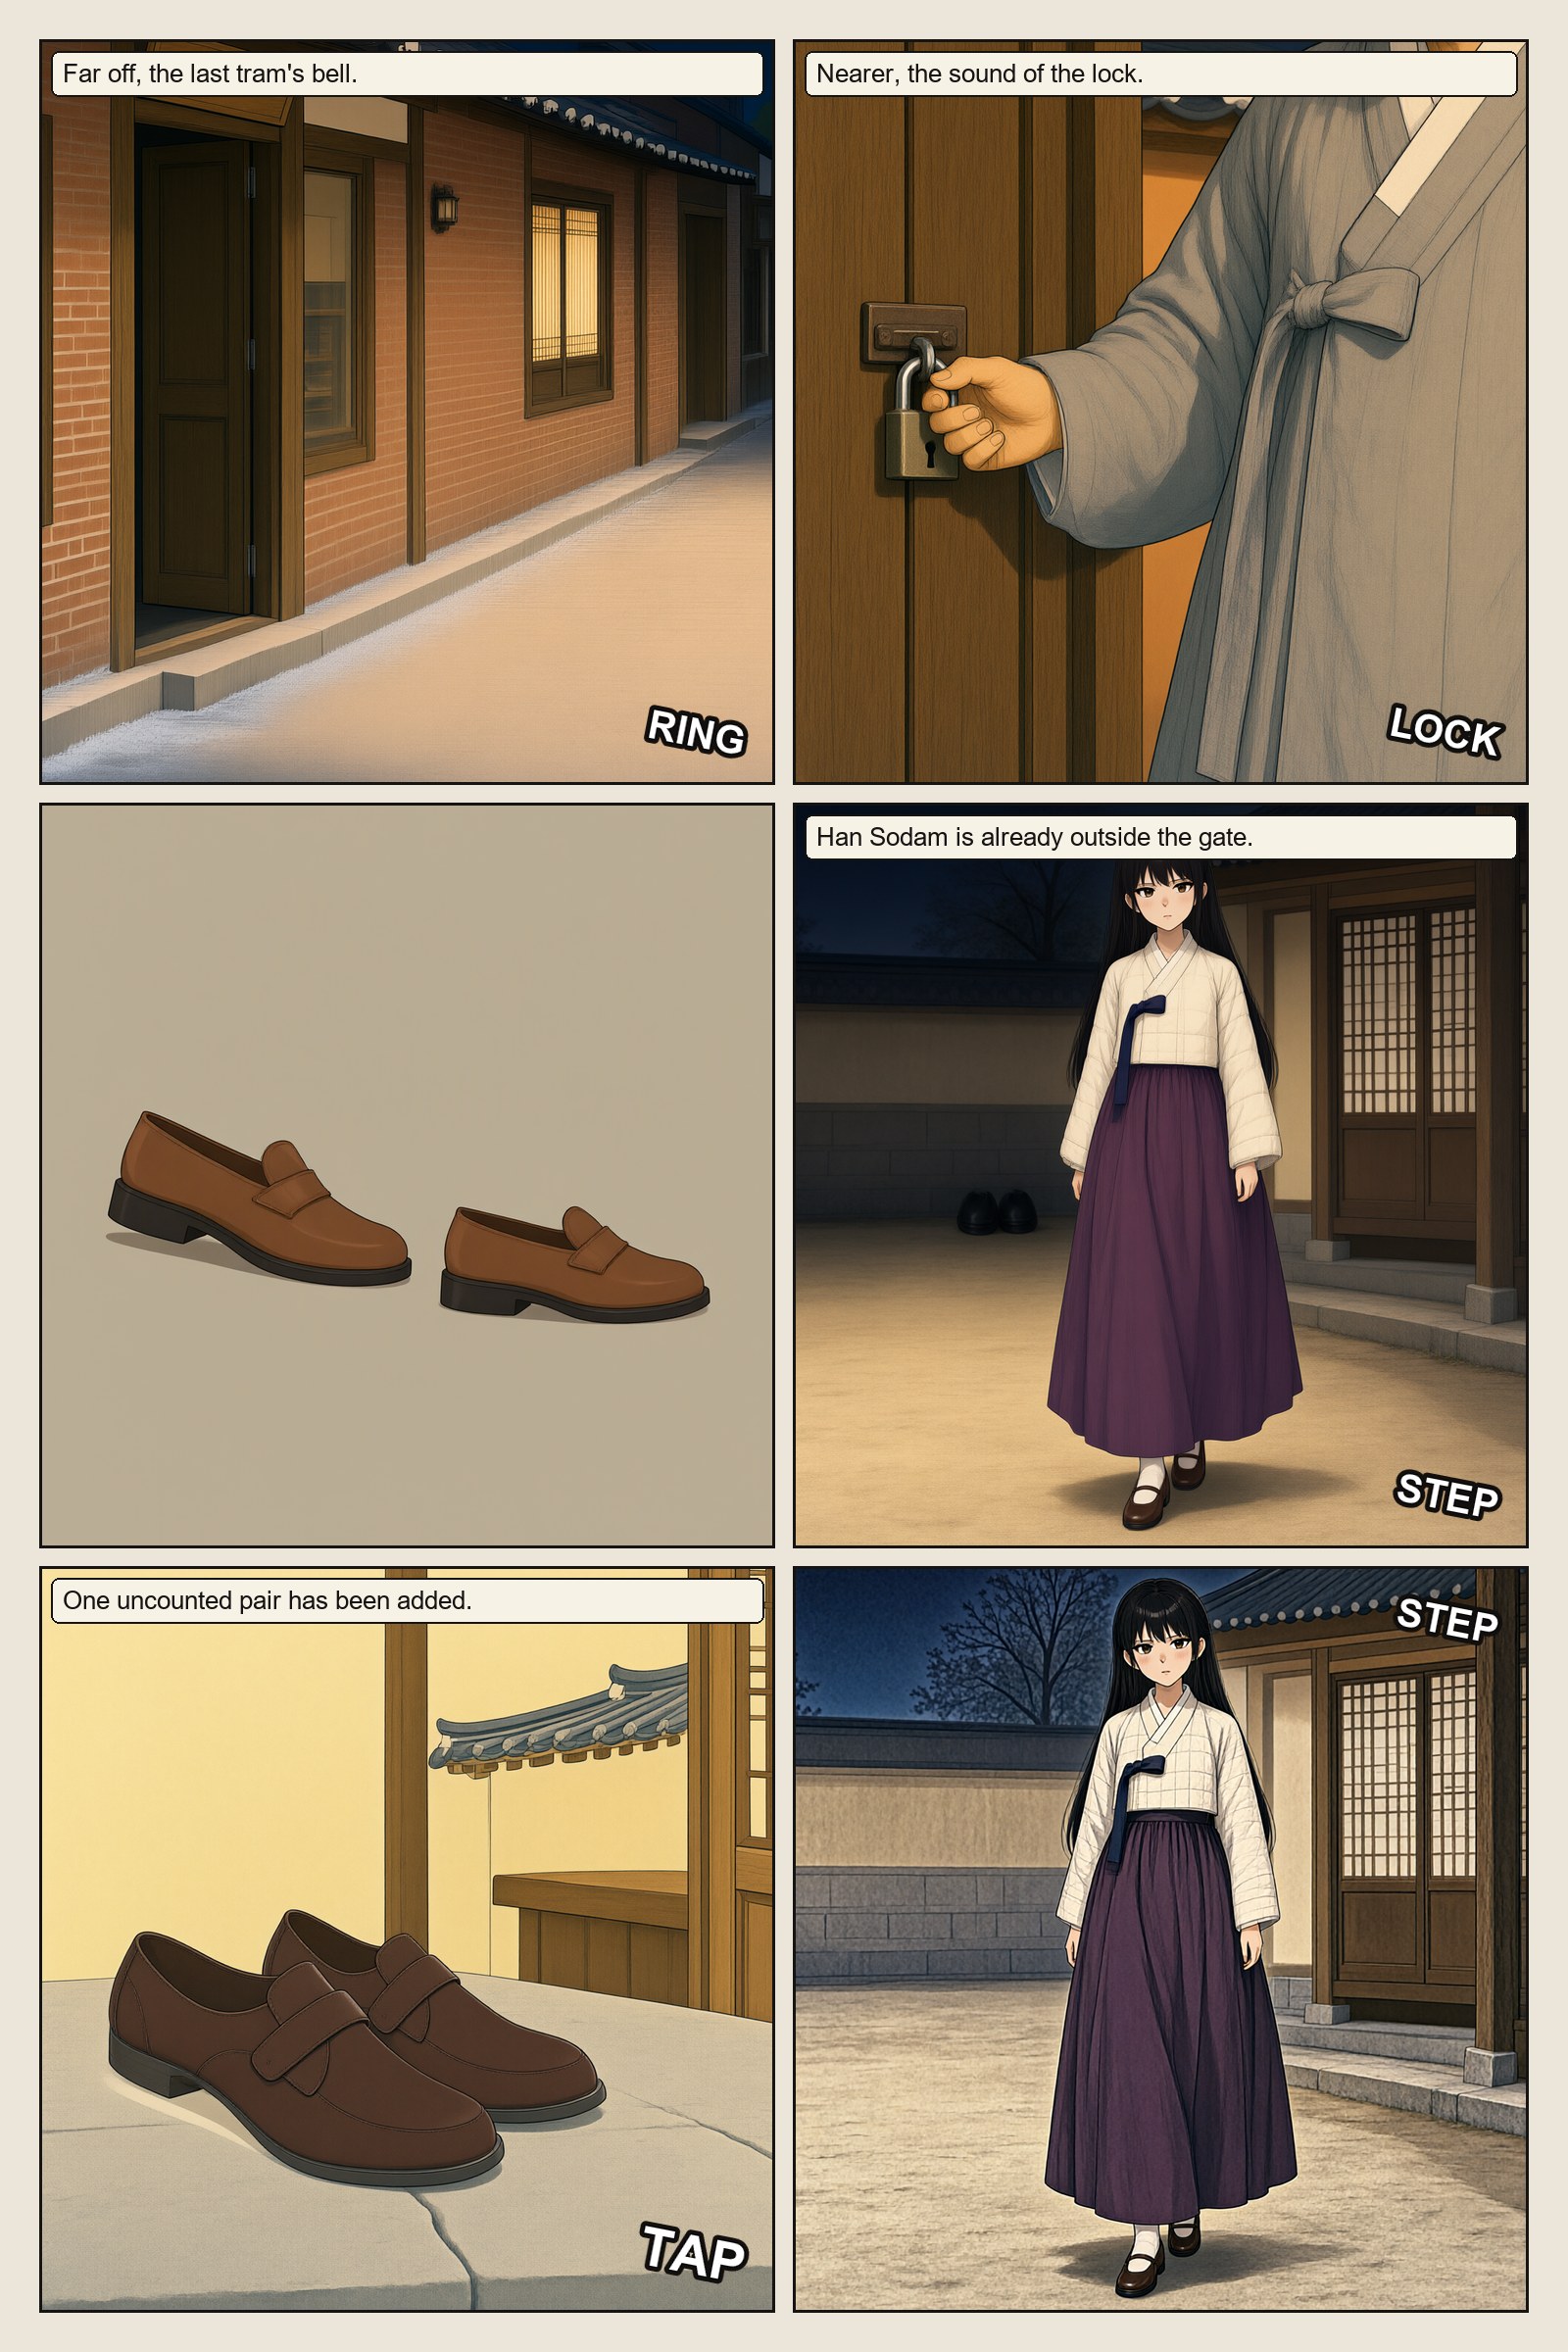 Far off, the last tram's bell.
RING
Nearer, the sound of the lock.
LOCK
Han Sodam is already outside the gate.
STEP
One uncounted pair has been added.
TAP
STEP